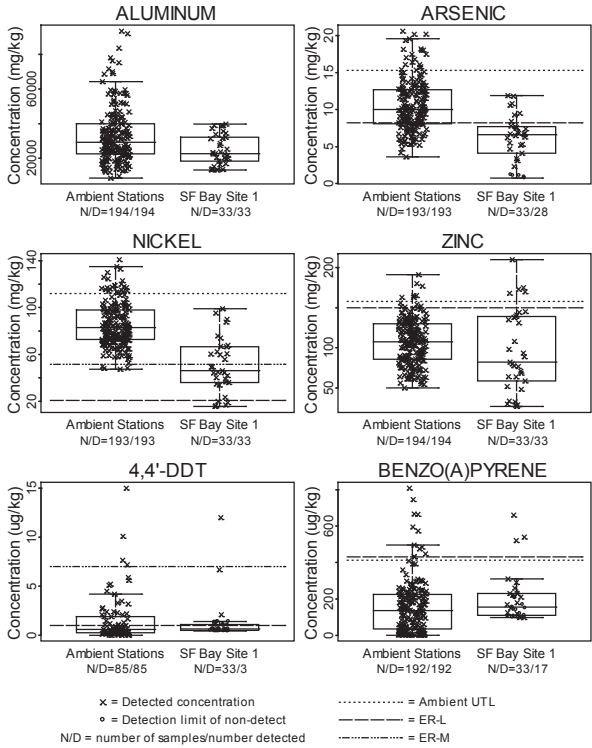 ALUMINUM
ARSENIC
Concentration (mg/kg)
20000 60000
Ambient Stations SF Bay Site 1
N/D=194/194 N/D=33/33
Concentration (mg/kg)
0 5 10 15 20
Ambient Stations SF Bay Site 1
N/D=193/193 N/D=33/28
NICKEL
ZINC
Concentration (mg/kg)
20 60 100 140
Ambient Stations SF Bay Site 1
N/D=193/193 N/D=33/33
Concentration (mg/kg)
50 100 200
Ambient Stations SF Bay Site 1
N/D=194/194 N/D=33/33
4,4'-DDT
BENZO(A)PYRENE
Concentration (ug/kg)
0 5 10 15
Ambient Stations SF Bay Site 1
N/D=85/85 N/D=33/3
Concentration (ug/kg)
0 200 600
Ambient Stations SF Bay Site 1
N/D=192/192 N/D=33/17
x = Detected concentration
° = Detection limit of non-detect
N/D = number of samples/number detected
= Ambient UTL
= ER-L
= ER-M